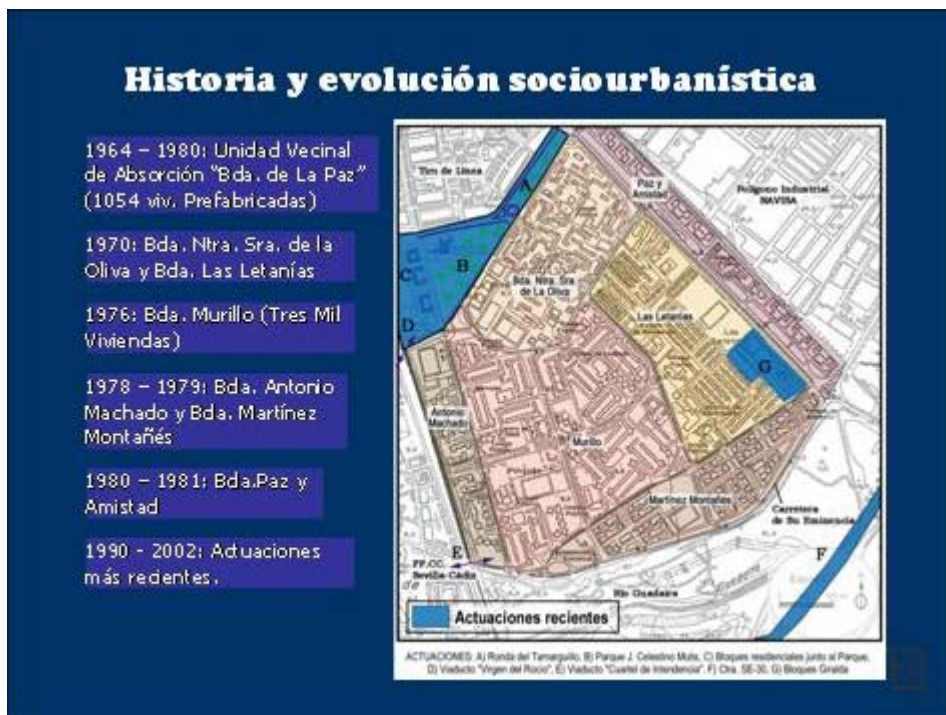 Historia y evolución sociourbanística
1964 – 1980: Unidad Vecinal
de Absorción "Bda. de La Paz"
(1054 viv. Prefabricadas)
1970: Bda. Ntra. Sra. de la
Oliva y Bda. Las Letanías
1976: Bda. Murillo (Tres Mil
Viviendas)
1978 – 1979: Bda. Antonio
Machado y Bda. Martínez
Montañés
1980 – 1981: Bda.Paz y
Amistad
1990 - 2002: Actuaciones
más recientes.
Tiro de Línea
A
Paz y
Amistad
Polígono Industrial
NAVISA
C
B
D
Bda. Ntra. Sra
de La Oliva
Las Letanías
G
Antonio
Machado
Murillo
Martínez Montañés
Carretera
de Su Eminencia
E
FF.CC.
Sevilla-Cádiz
F
Río Guadaira
Actuaciones recientes
ACTUACIONES: A) Ronda del Tamarguillo, B) Parque J. Celestino Mutis, C) Bloques residenciales junto al Parque,
D) Viaducto "Virgen del Rocío", E) Viaducto "Cuartel de Intendencia", F) Ctra. SE-30, G) Bloques Giralda